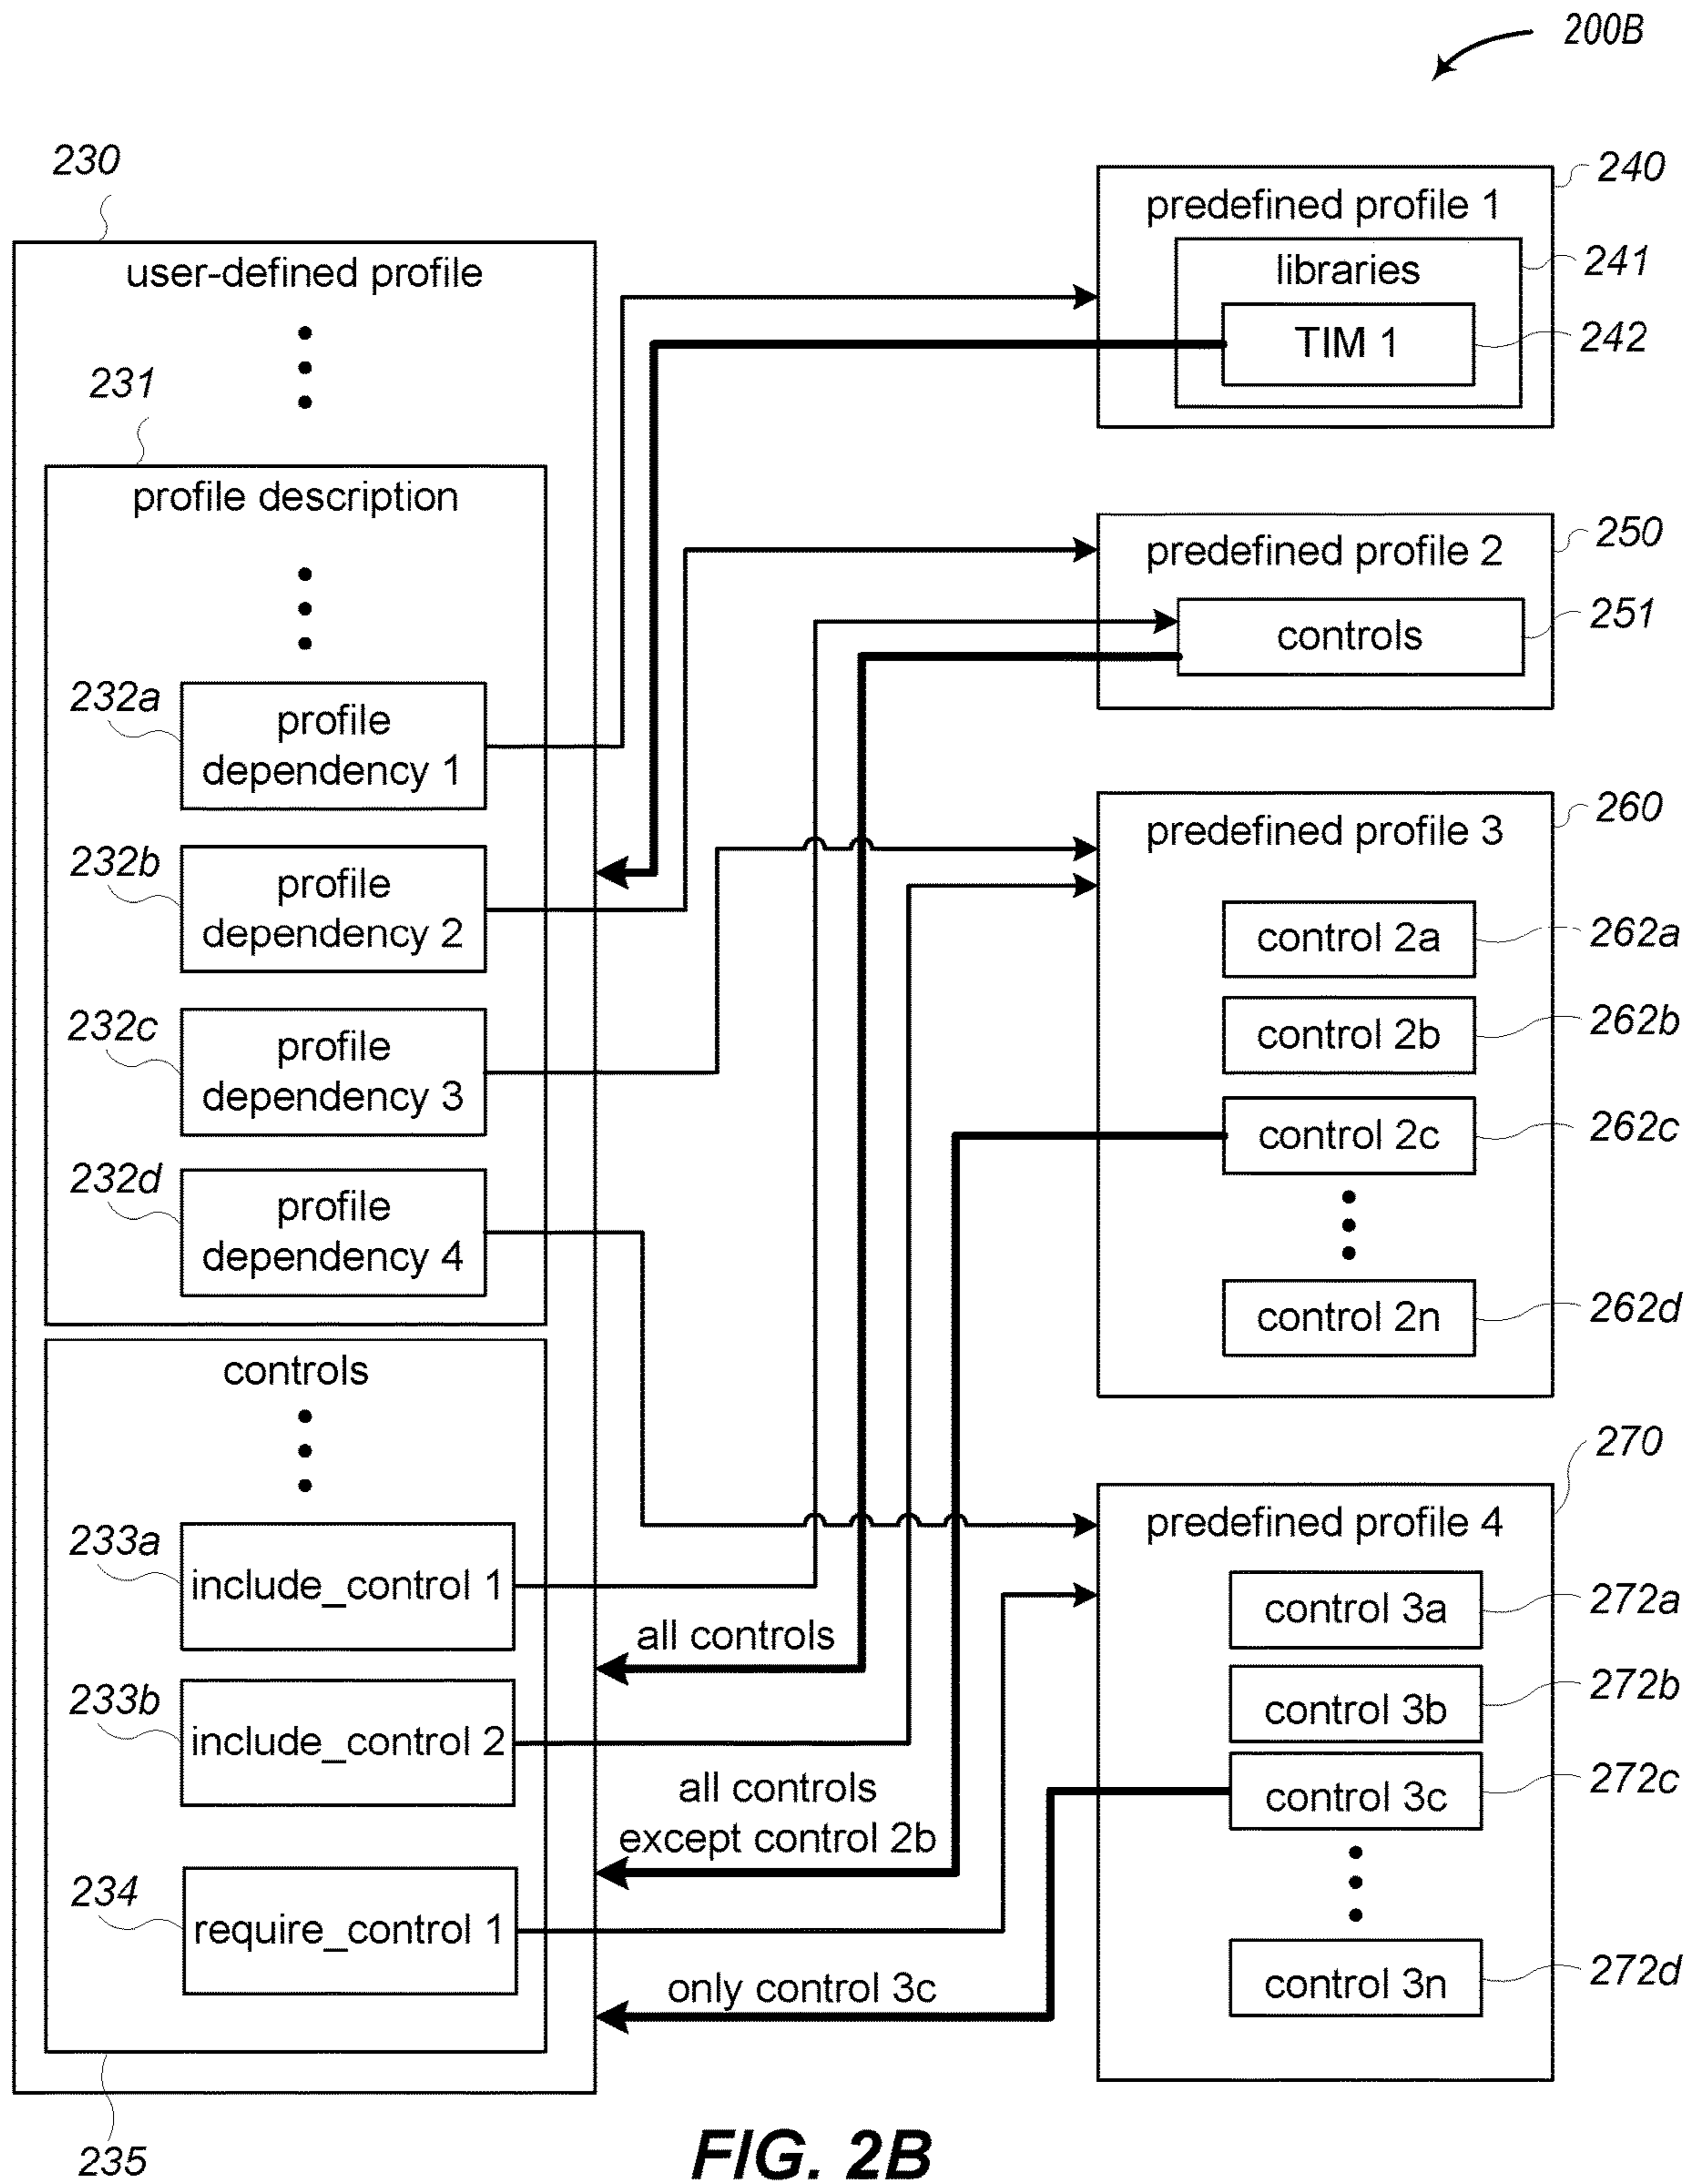 200B
230
user-defined profile
231
profile description
232a
profile
dependency 1
232b
profile
dependency 2
232c
profile
dependency 3
232d
profile
dependency 4
controls
233a
include_control 1
233b
include_control 2
234
require_control 1
235
all controls
all controls
except control 2b
only control 3c
240
predefined profile 1
241
libraries
242
TIM 1
250
predefined profile 2
251
controls
260
predefined profile 3
control 2a
262a
control 2b
262b
control 2c
262c
control 2n
262d
270
predefined profile 4
control 3a
272a
control 3b
272b
control 3c
272c
control 3n
272d
FIG. 2B